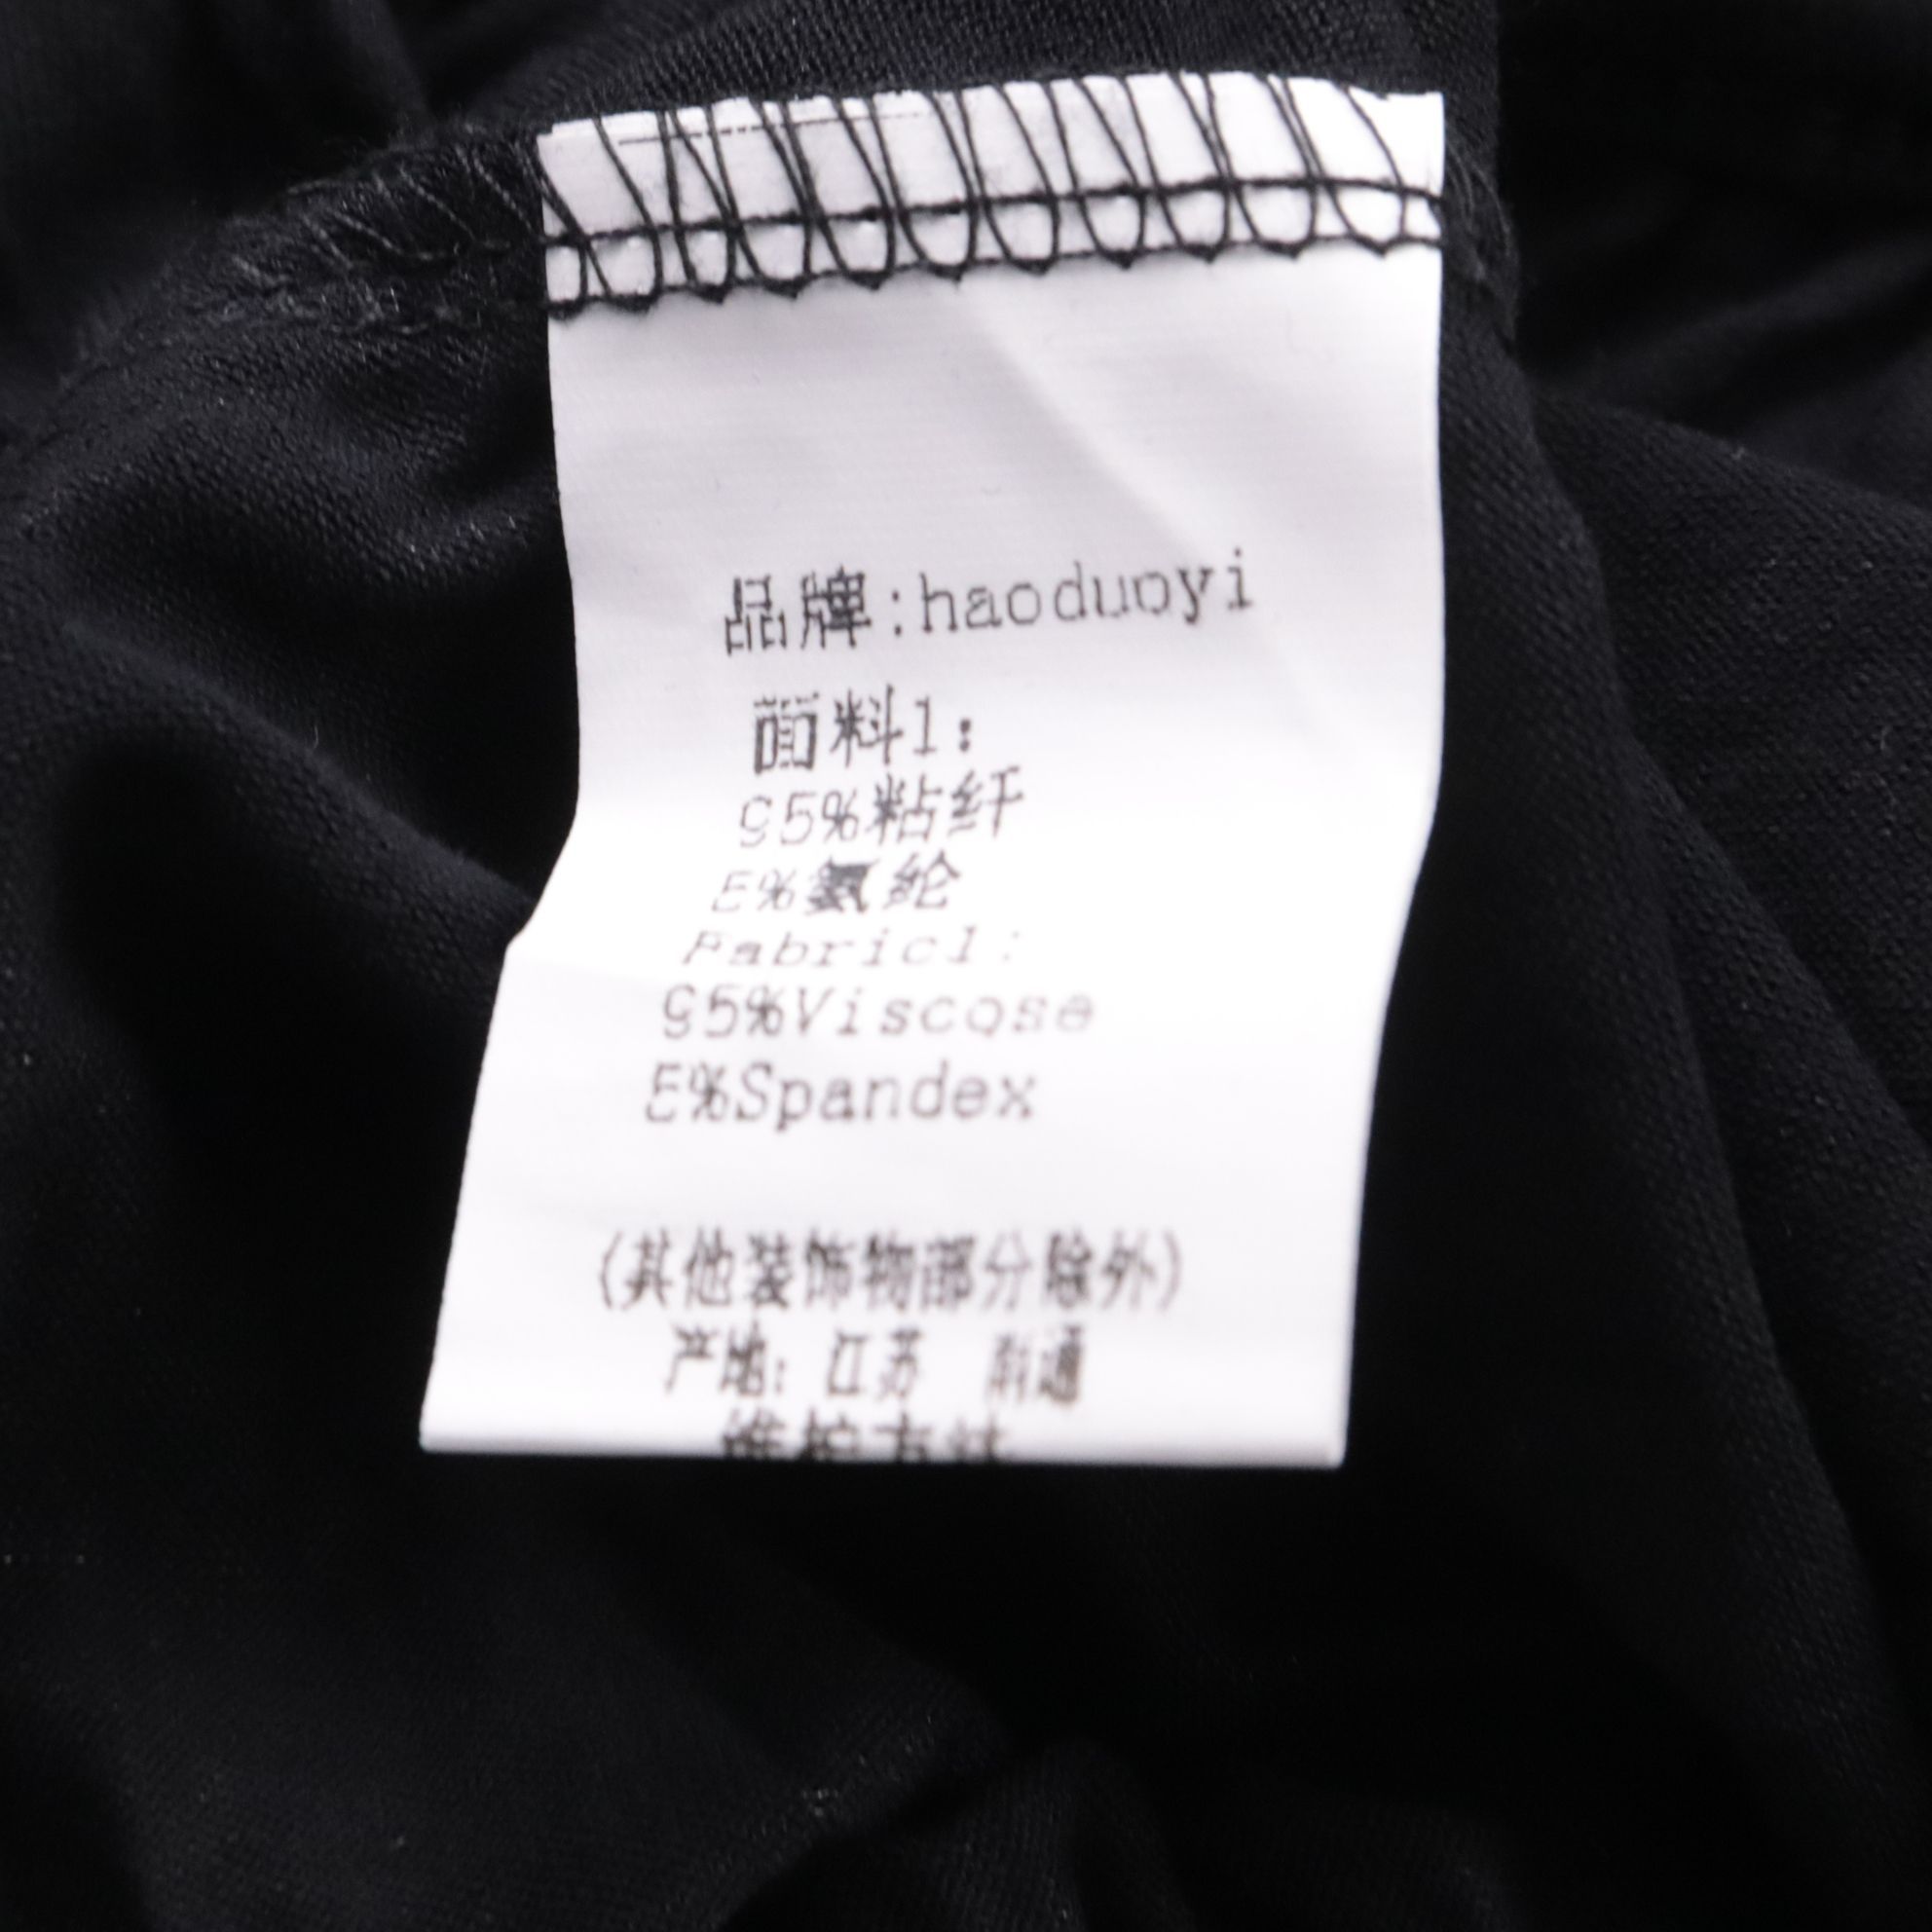 品牌:haoduoyi
面料1:
95%粘纤
5%氨纶
Fabric1:
95%Viscose
5%Spandex
(其他装饰物部分除外)
产地: 江苏 南通